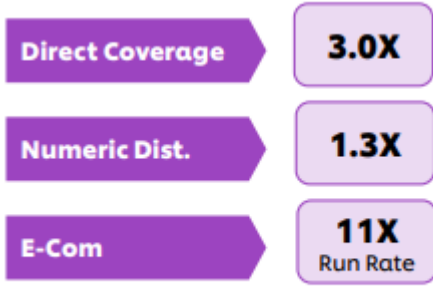 Direct Coverage
3.0X
Numeric Dist.
1.3X
E-Com
11X
Run Rate